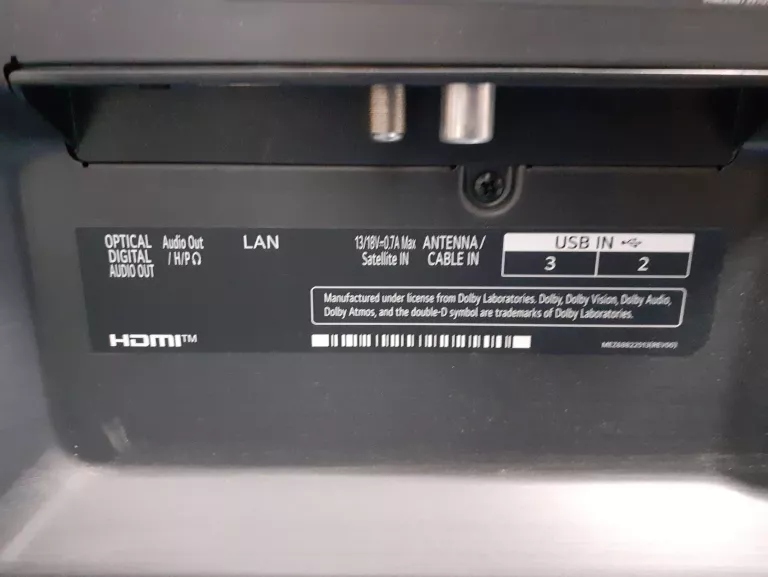 OPTICAL
DIGITAL
AUDIO OUT
Audio Out
/ H/P
LAN
13/18V⎓0.7A Max
Satellite IN
ANTENNA /
CABLE IN
USB IN
3
2
Manufactured under license from Dolby Laboratories. Dolby, Dolby Vision, Dolby Audio,
Dolby Atmos, and the double-D symbol are trademarks of Dolby Laboratories.
HDMI™